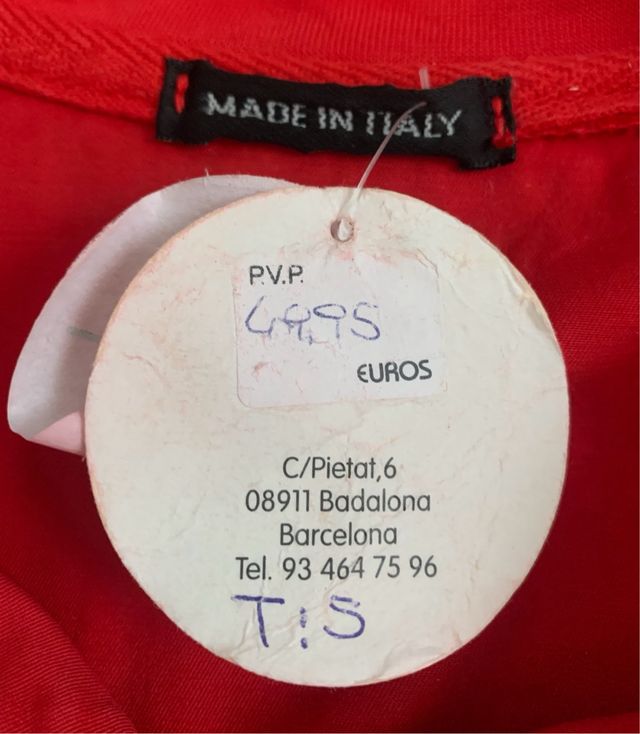 MADE IN ITALY
P.V.P.
49,95
EUROS
C/Pietat,6
08911 Badalona
Barcelona
Tel. 93 464 75 96
T:S